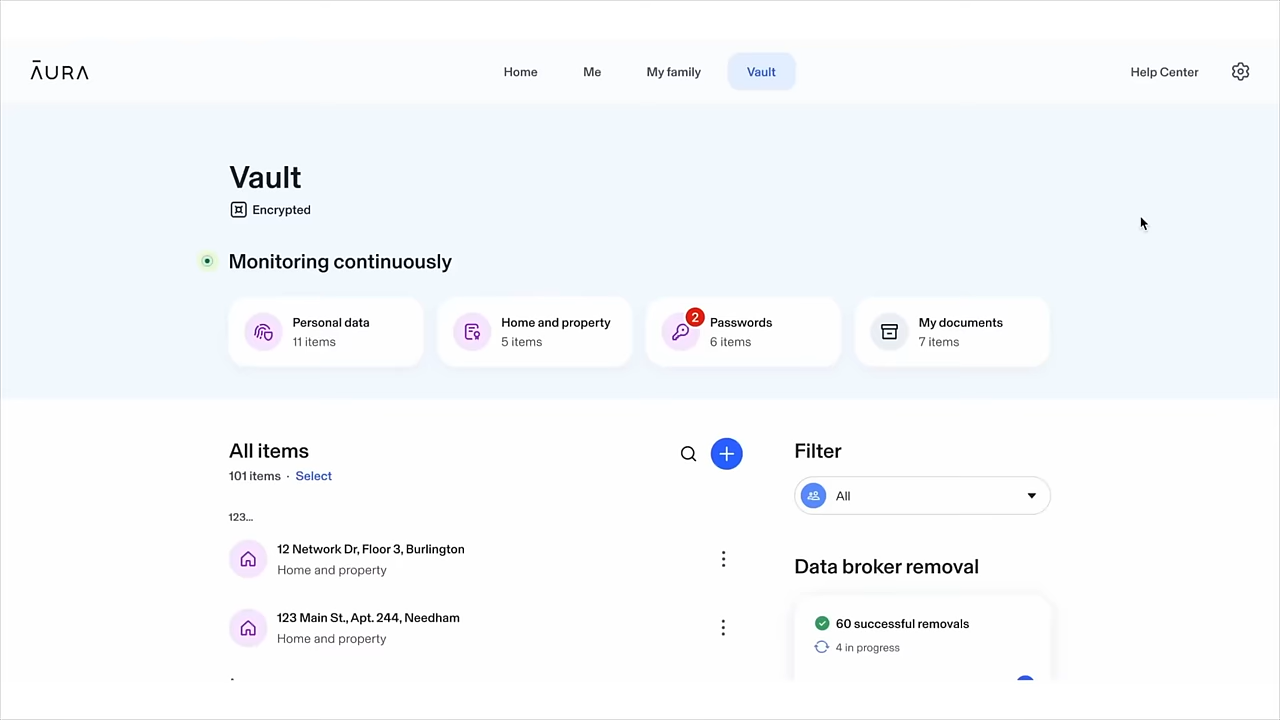 ĀURA
Home
Me
My family
Vault
Help Center
Vault
Encrypted
Monitoring continuously
Personal data
11 items
Home and property
5 items
2
Passwords
6 items
My documents
7 items
All items
101 items · Select
123...
12 Network Dr, Floor 3, Burlington
Home and property
123 Main St., Apt. 244, Needham
Home and property
Filter
All
Data broker removal
60 successful removals
4 in progress